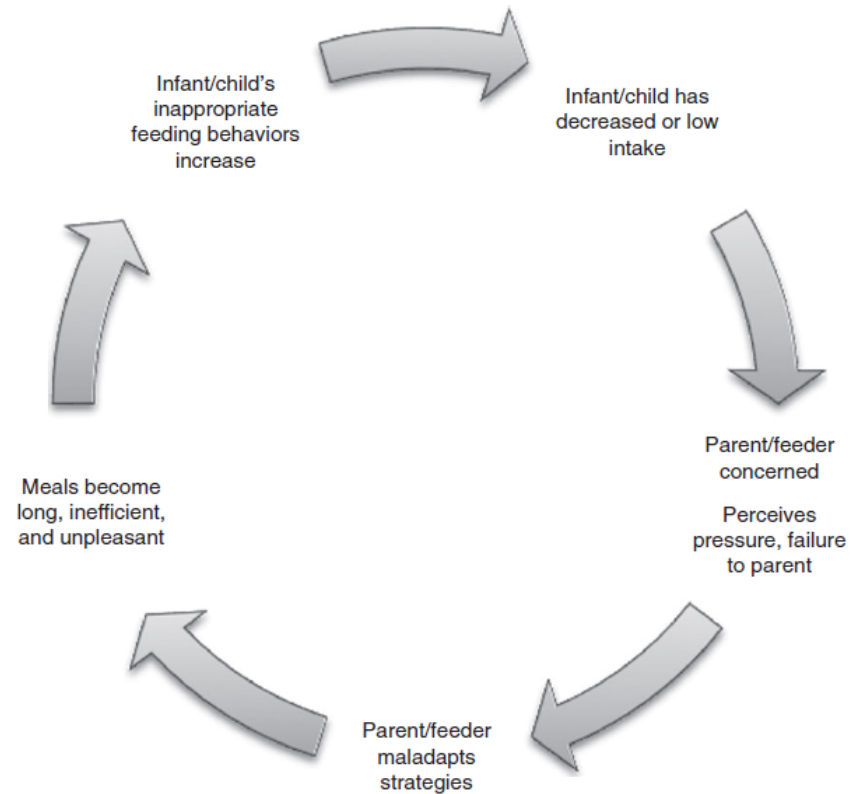 Infant/child's
inappropriate
feeding behaviors
increase
Infant/child has
decreased or low
intake
Parent/feeder
concerned
Perceives
pressure, failure
to parent
Parent/feeder
maladapts
strategies
Meals become
long, inefficient,
and unpleasant